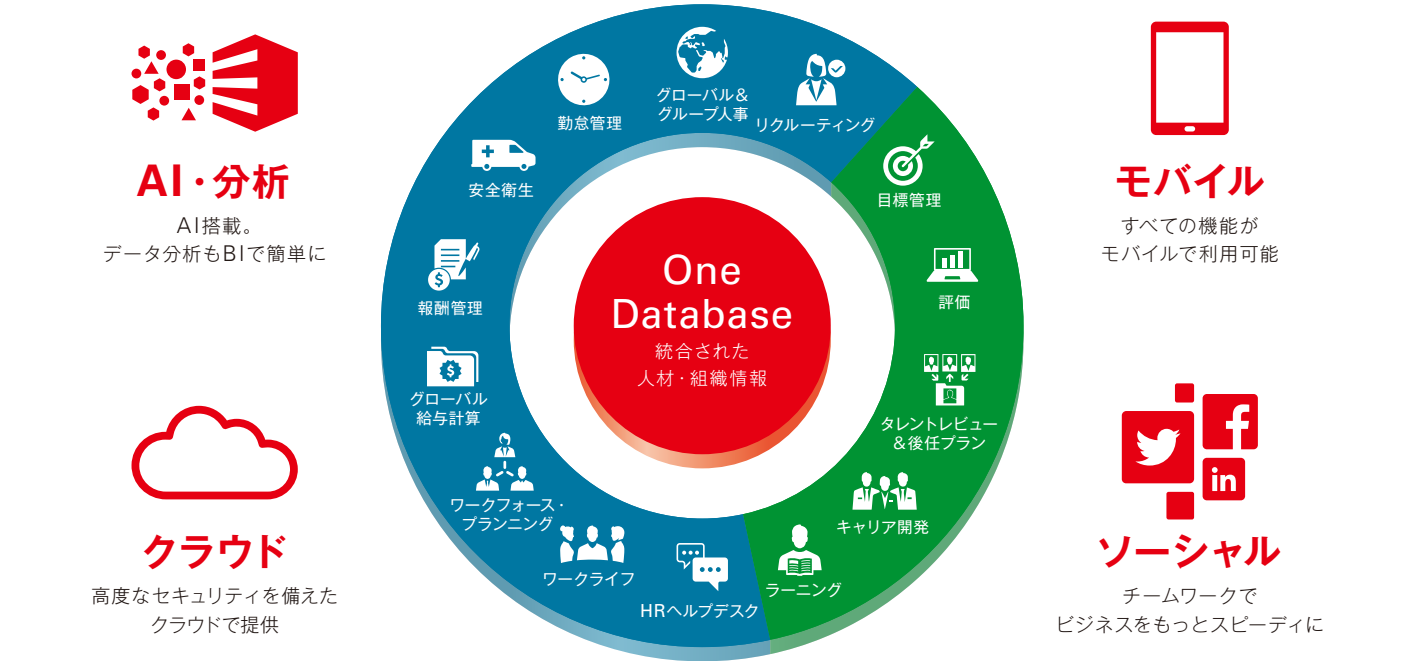 AI・分析
AI搭載。
データ分析もBIで簡単に
クラウド
高度なセキュリティを備えた
クラウドで提供
One
Database
統合された
人材・組織情報
グローバル＆
グループ人事
リクルーティング
目標管理
評価
タレントレビュー
＆後任プラン
キャリア開発
ラーニング
HRヘルプデスク
ワークライフ
ワークフォース・
プランニング
グローバル
給与計算
報酬管理
安全衛生
勤怠管理
モバイル
すべての機能が
モバイルで利用可能
in
ソーシャル
チームワークで
ビジネスをもっとスピーディに